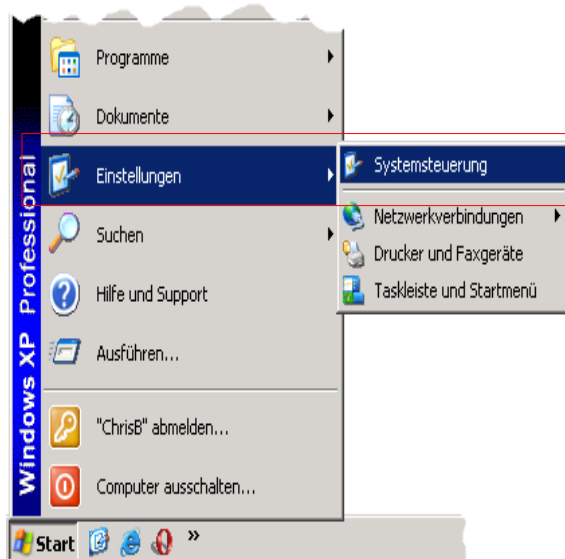 Windows XP Professional
Programme
Dokumente
Einstellungen
Suchen
Hilfe und Support
Ausführen...
"ChrisB" abmelden...
Computer ausschalten...
Systemsteuerung
Netzwerkverbindungen
Drucker und Faxgeräte
Taskleiste und Startmenü
Start
»